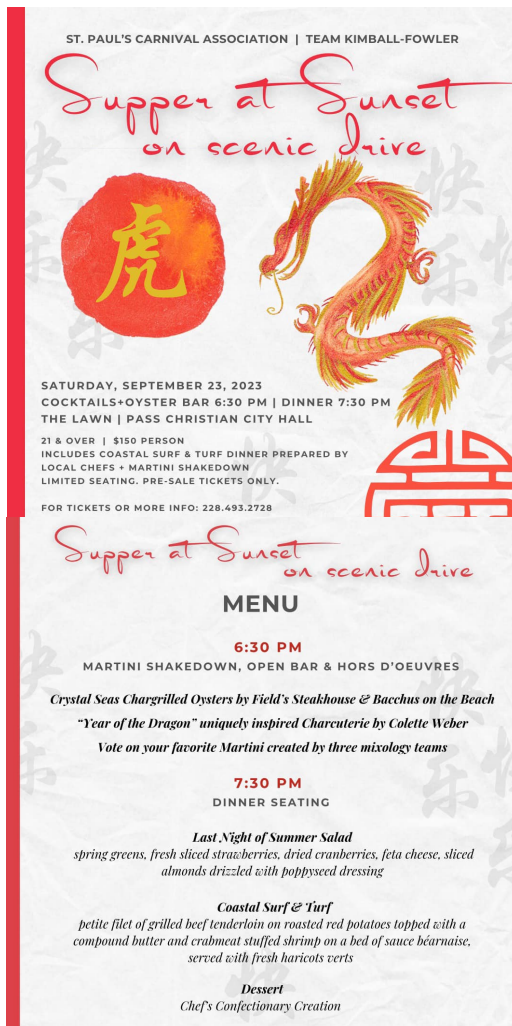 ST. PAUL'S CARNIVAL ASSOCIATION | TEAM KIMBALL-FOWLER
Supper at Sunset
on scenic drive
快乐
快乐
快乐
快乐
虎
SATURDAY, SEPTEMBER 23, 2023
COCKTAILS+OYSTER BAR 6:30 PM | DINNER 7:30 PM
THE LAWN | PASS CHRISTIAN CITY HALL
21 & OVER | $150 PERSON
INCLUDES COASTAL SURF & TURF DINNER PREPARED BY
LOCAL CHEFS + MARTINI SHAKEDOWN
LIMITED SEATING. PRE-SALE TICKETS ONLY.
FOR TICKETS OR MORE INFO: 228.493.2728
Supper at Sunset
on scenic drive
MENU
6:30 PM
MARTINI SHAKEDOWN, OPEN BAR & HORS D'OEUVRES
Crystal Seas Chargrilled Oysters by Field's Steakhouse & Bacchus on the Beach
“Year of the Dragon” uniquely inspired Charcuterie by Colette Weber
Vote on your favorite Martini created by three mixology teams
7:30 PM
DINNER SEATING
Last Night of Summer Salad
spring greens, fresh sliced strawberries, dried cranberries, feta cheese, sliced
almonds drizzled with poppyseed dressing
Coastal Surf & Turf
petite filet of grilled beef tenderloin on roasted red potatoes topped with a
compound butter and crabmeat stuffed shrimp on a bed of sauce béarnaise,
served with fresh haricots verts
Dessert
Chef's Confectionary Creation